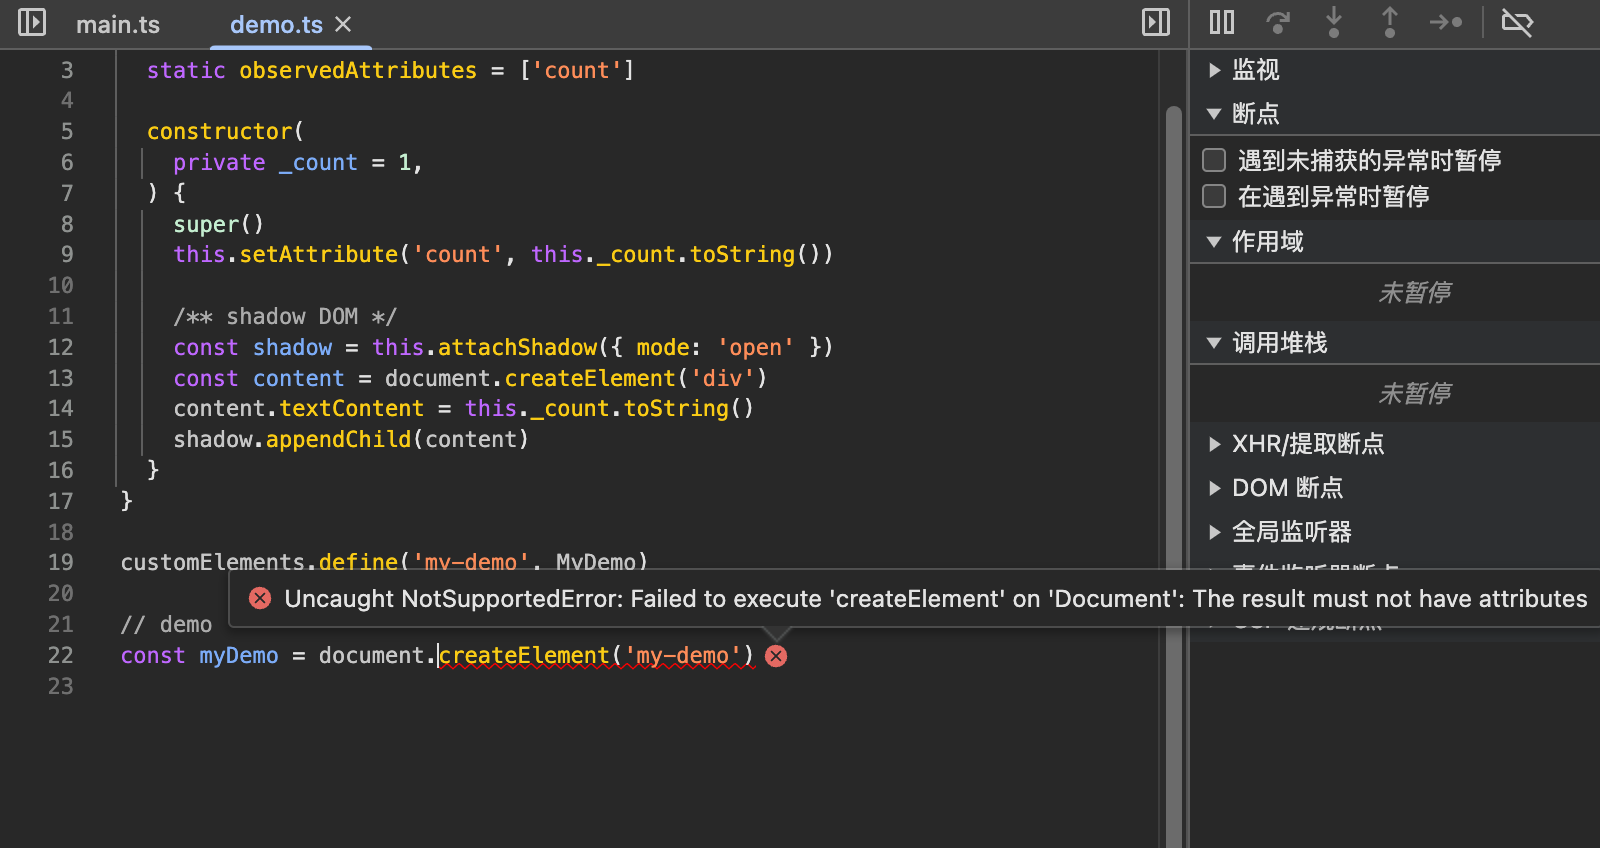 main.ts
demo.ts
3 static observedAttributes = ['count']
4
5 constructor(
6 private _count = 1,
7 ) {
8 super()
9 this.setAttribute('count', this._count.toString())
10
11 /** shadow DOM */
12 const shadow = this.attachShadow({ mode: 'open' })
13 const content = document.createElement('div')
14 content.textContent = this._count.toString()
15 shadow.appendChild(content)
16 }
17 }
18
19 customElements.define('my-demo', MyDemo)
20
Uncaught NotSupportedError: Failed to execute 'createElement' on 'Document': The result must not have attributes
21 // demo
22 const myDemo = document.createElement('my-demo')
23
监视
断点
遇到未捕获的异常时暂停
在遇到异常时暂停
作用域
未暂停
调用堆栈
未暂停
XHR/提取断点
DOM 断点
全局监听器
事件监听器断点